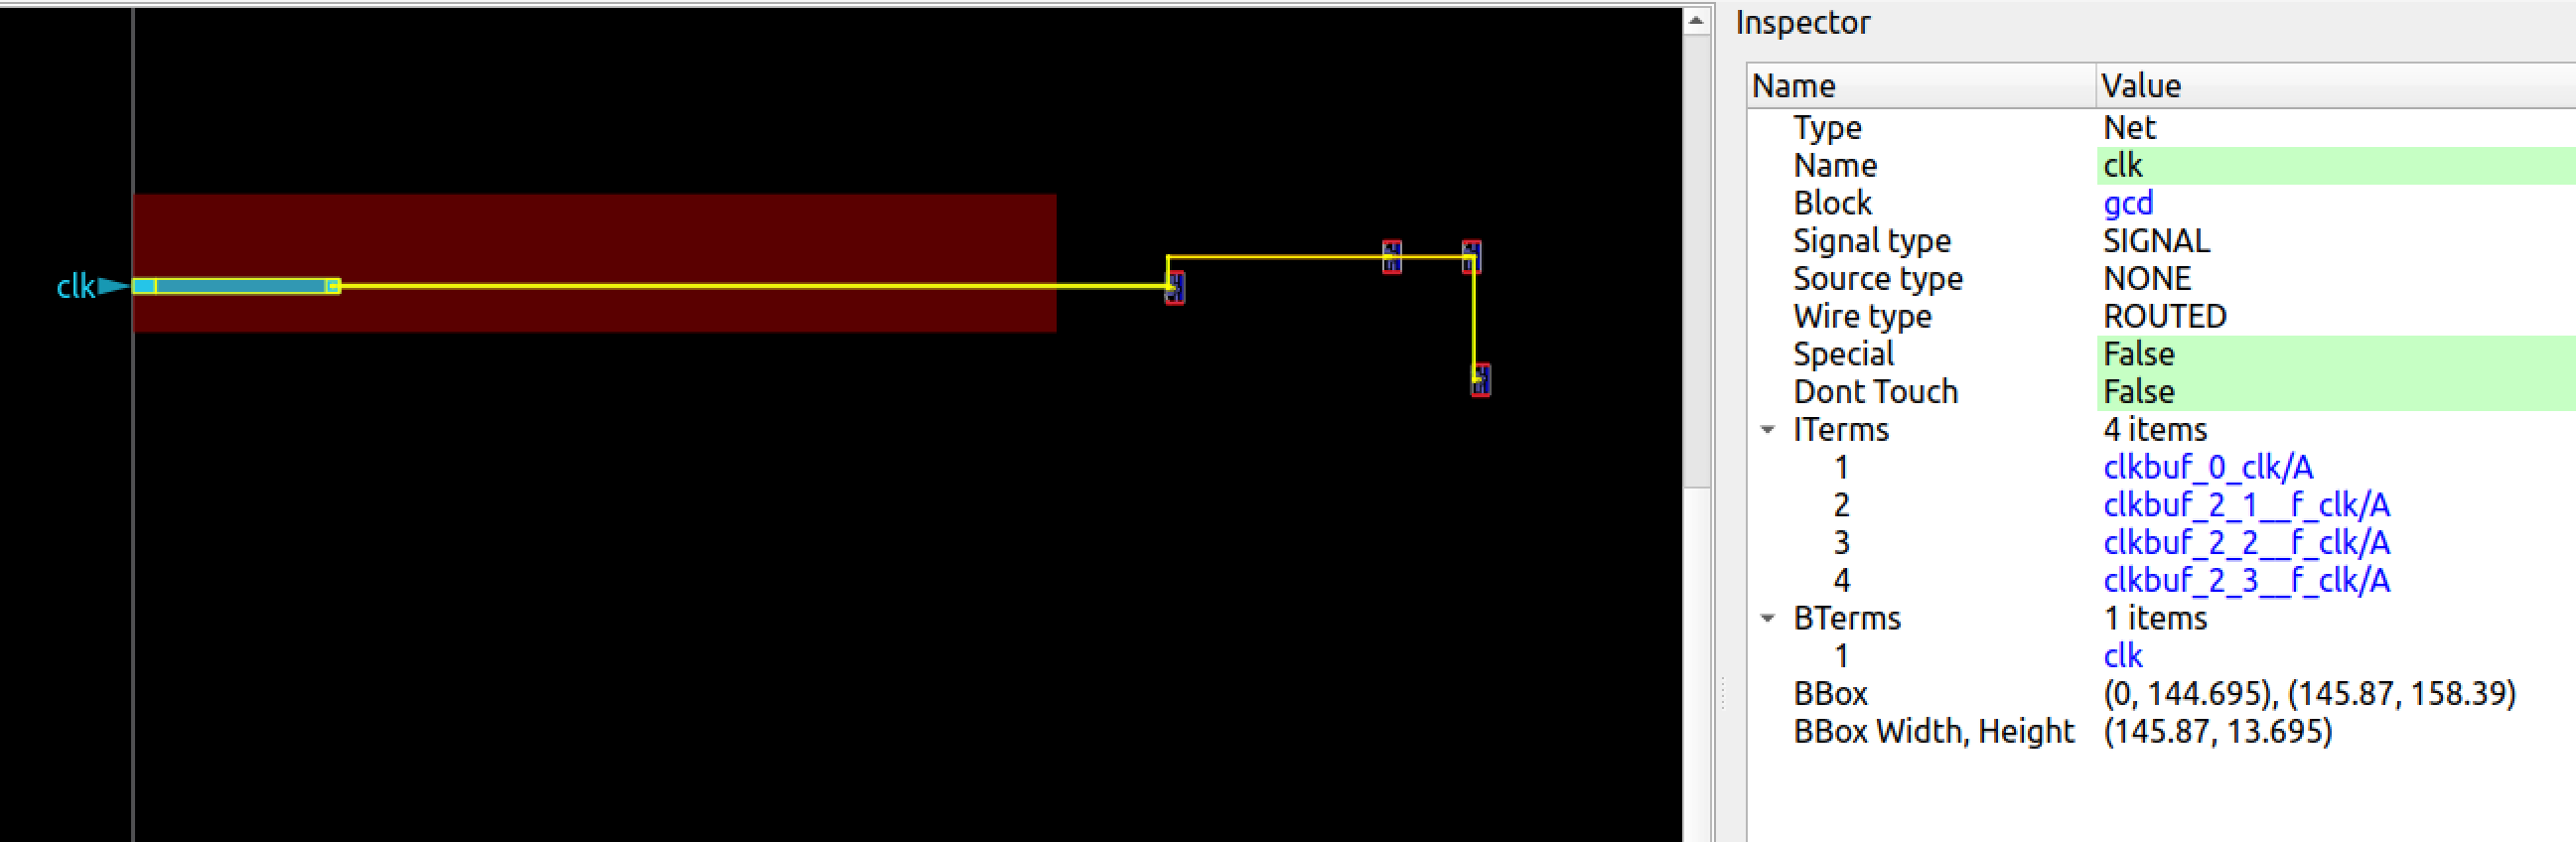 clk
Inspector
Name Value
Type Net
Name clk
Block gcd
Signal type SIGNAL
Source type NONE
Wire type ROUTED
Special False
Dont Touch False
ITerms 4 items
1 clkbuf_0_clk/A
2 clkbuf_2_1__f_clk/A
3 clkbuf_2_2__f_clk/A
4 clkbuf_2_3__f_clk/A
BTerms 1 items
1 clk
BBox (0, 144.695), (145.87, 158.39)
BBox Width, Height (145.87, 13.695)